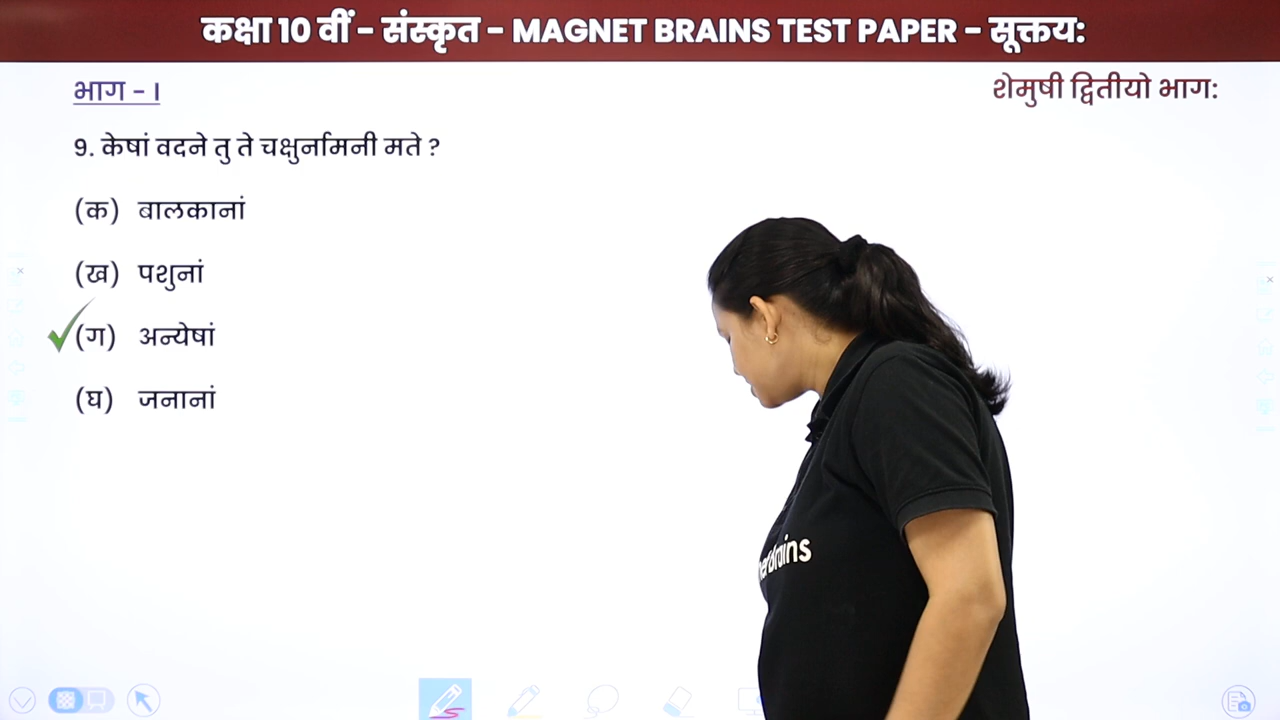 कक्षा 10 वीं - संस्कृत - MAGNET BRAINS TEST PAPER - सूक्तय:
भाग - I
शेमुषी द्वितीयो भाग:
9. केषां वदने तु ते चक्षुर्नामनी मते ?
(क) बालकानां
(ख) पशुनां
(ग) अन्येषां
(घ) जनानां